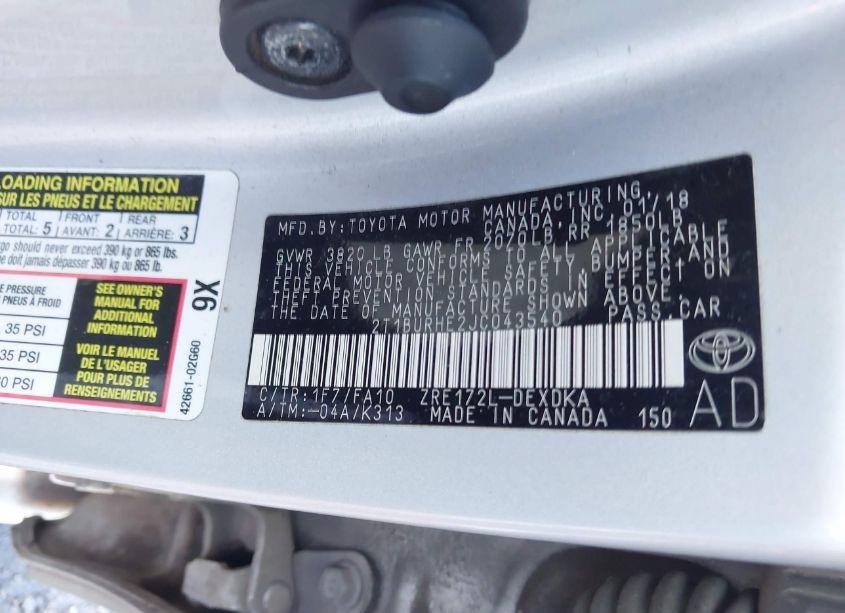 LOADING INFORMATION
SUR LES PNEUS ET LE CHARGEMENT
TOTAL
TOTAL: 5
FRONT
AVANT: 2
REAR
ARRIÈRE: 3
should never exceed 390 kg or 865 lbs.
ne doit jamais dépasser 390 kg ou 865 lb.
PRESSURE
PNEUS À FROID
35 PSI
35 PSI
PSI
SEE OWNER'S
MANUAL FOR
ADDITIONAL
INFORMATION
VOIR LE MANUEL
DE L'USAGER
POUR PLUS DE
RENSEIGNEMENTS
9X
42661-02G60
MFD. BY: TOYOTA MOTOR MANUFACTURING,
CANADA, INC. 01/18
GVWR 3820 LB GAWR FR 2070LB RR 1850LB
THIS VEHICLE CONFORMS TO ALL APPLICABLE
FEDERAL MOTOR VEHICLE SAFETY, BUMPER, AND
THEFT PREVENTION STANDARDS IN EFFECT ON
THE DATE OF MANUFACTURE SHOWN ABOVE.
2T1BURHE2JC043540 PASS.CAR
C/TR:1F7/FA10 ZRE172L-DEXDKA
A/TM:-04A/K313 MADE IN CANADA 150
AD